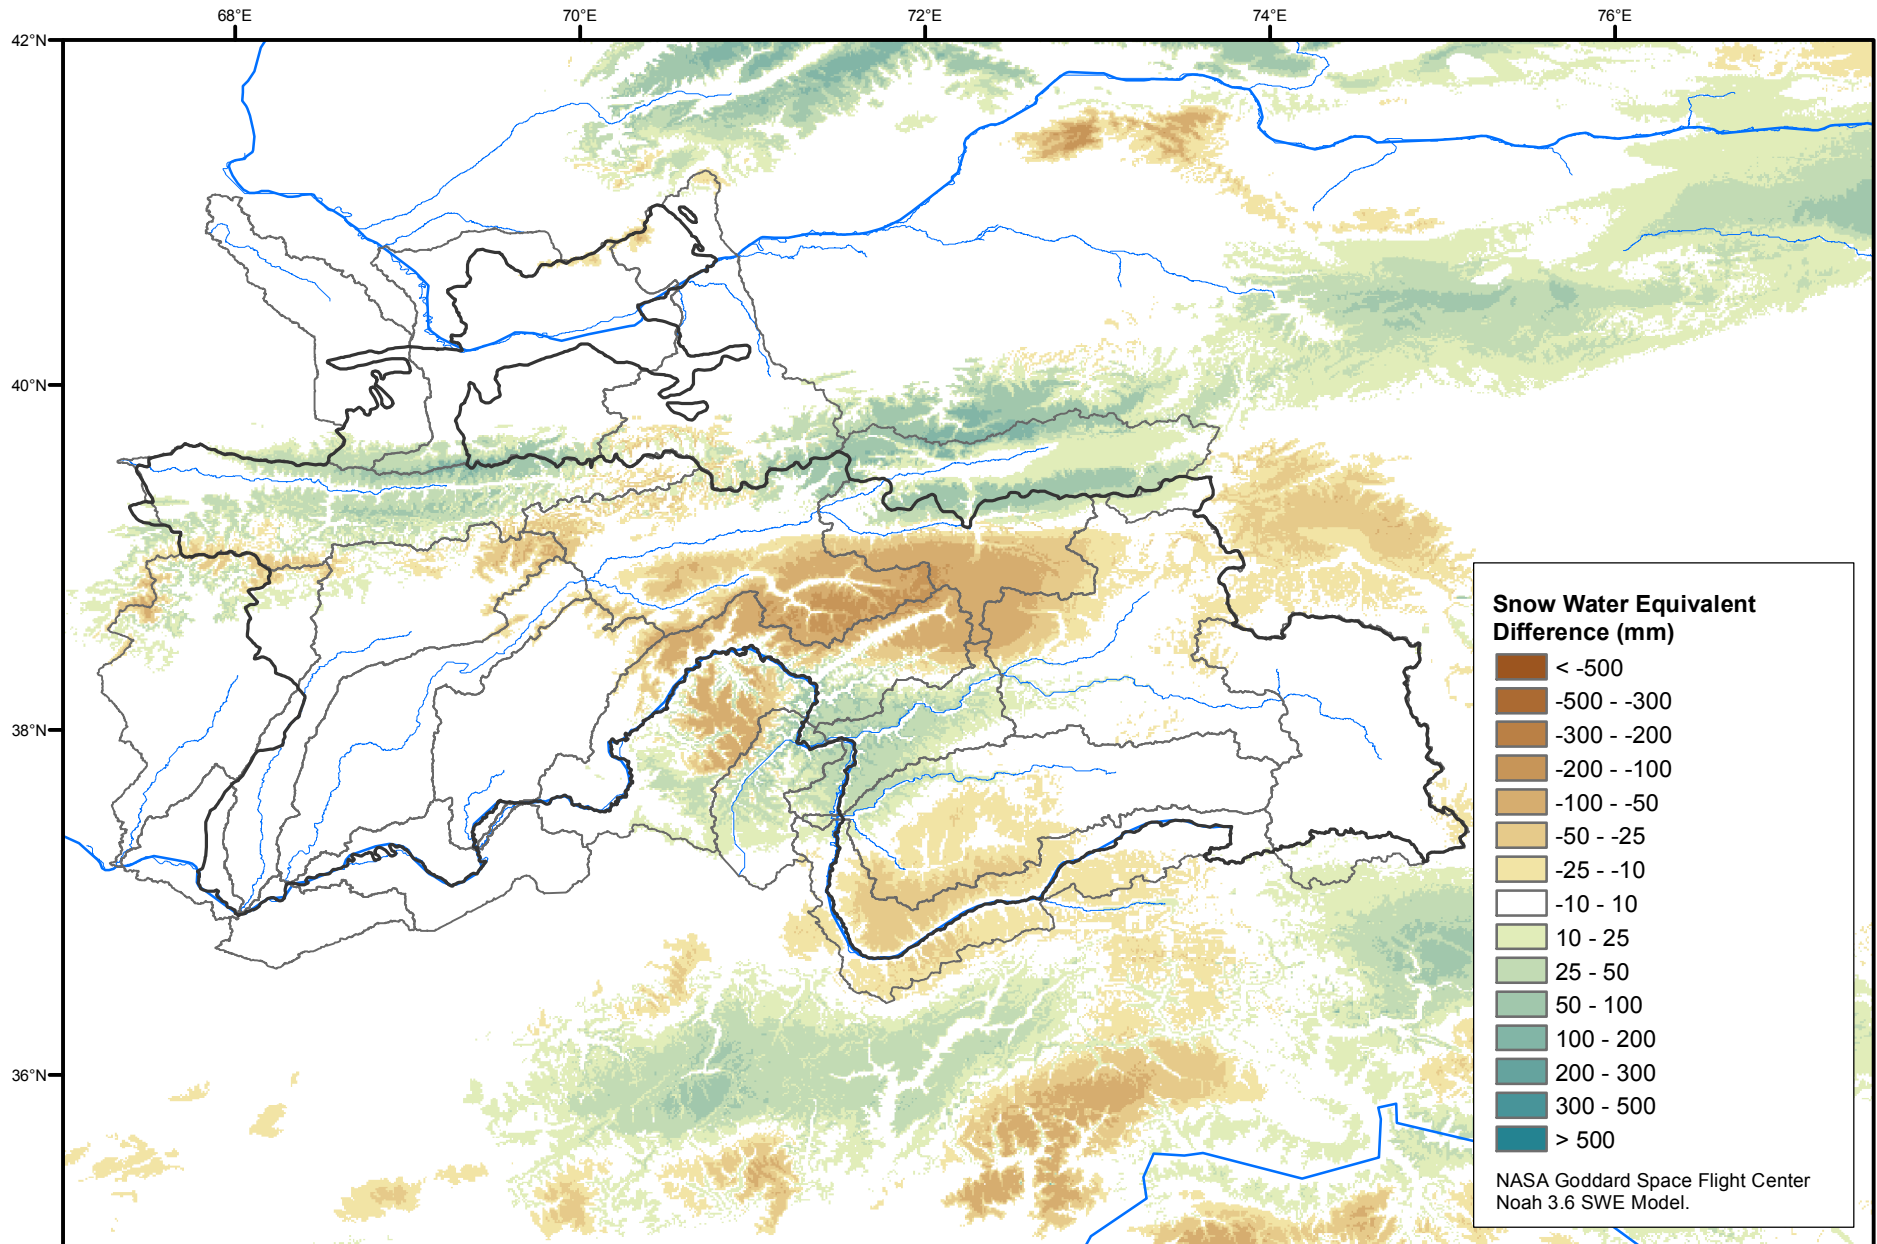 68°E
70°E
72°E
74°E
76°E
42°N
40°N
38°N
36°N
Snow Water Equivalent
Difference (mm)
< -500
-500 - -300
-300 - -200
-200 - -100
-100 - -50
-50 - -25
-25 - -10
-10 - 10
10 - 25
25 - 50
50 - 100
100 - 200
200 - 300
300 - 500
> 500
NASA Goddard Space Flight Center
Noah 3.6 SWE Model.